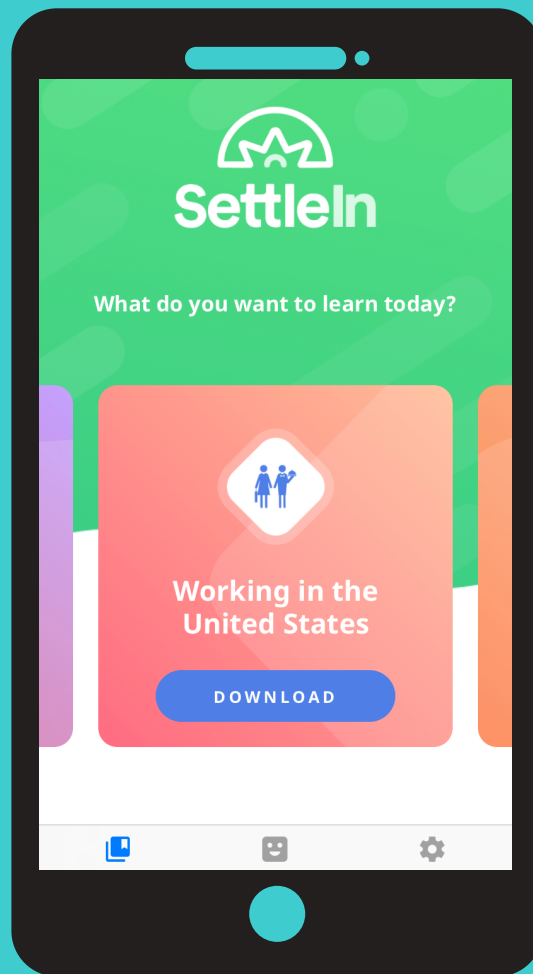 SettleIn
What do you want to learn today?
Working in the
United States
DOWNLOAD